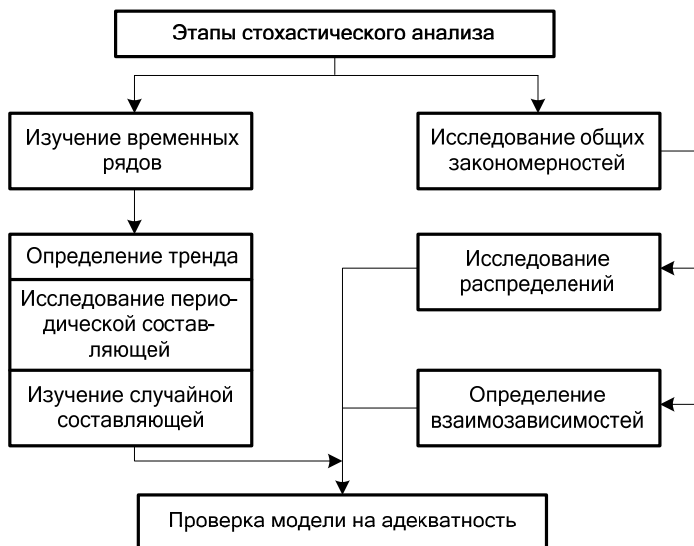 Этапы стохастического анализа
Изучение временных
рядов
Исследование общих
закономерностей
Определение тренда
Исследование перио-
дической состав-
ляющей
Изучение случайной
составляющей
Исследование
распределений
Определение
взаимозависимостей
Проверка модели на адекватность